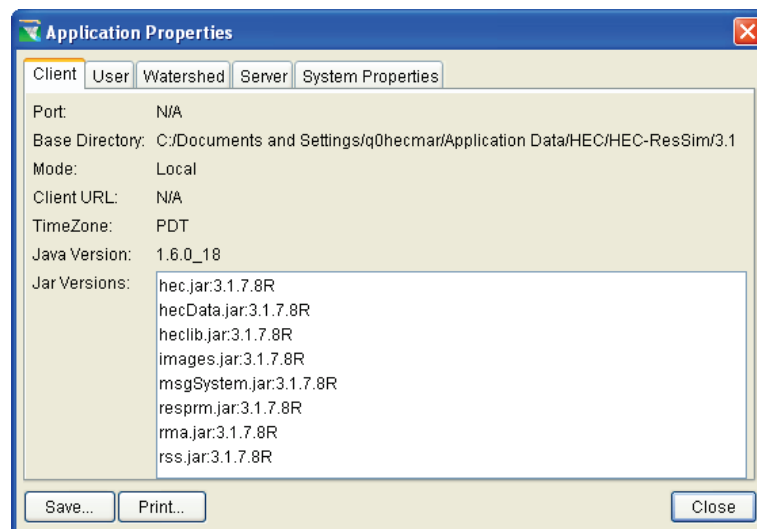 Application Properties
Client User Watershed Server System Properties
Port: N/A
Base Directory: C:/Documents and Settings/q0hecmar/Application Data/HEC/HEC-ResSim/3.1
Mode: Local
Client URL: N/A
TimeZone: PDT
Java Version: 1.6.0_18
Jar Versions: hec.jar:3.1.7.8R
hecData.jar:3.1.7.8R
heclib.jar:3.1.7.8R
images.jar:3.1.7.8R
msgSystem.jar:3.1.7.8R
resprm.jar:3.1.7.8R
rma.jar:3.1.7.8R
rss.jar:3.1.7.8R
Save... Print... Close